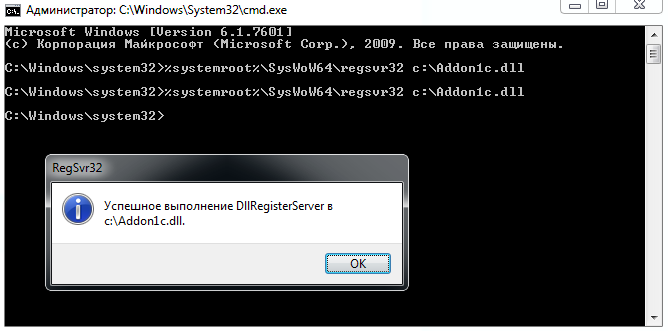 Администратор: C:\Windows\System32\cmd.exe
Microsoft Windows [Version 6.1.7601]
(c) Корпорация Майкрософт (Microsoft Corp.), 2009. Все права защищены.
C:\Windows\system32>%systemroot%\SysWoW64\regsvr32 c:\Addon1c.dll
C:\Windows\system32>%systemroot%\SysWoW64\regsvr32 c:\Addon1c.dll
C:\Windows\system32>
RegSvr32
Успешное выполнение DllRegisterServer в
c:\Addon1c.dll.
OK